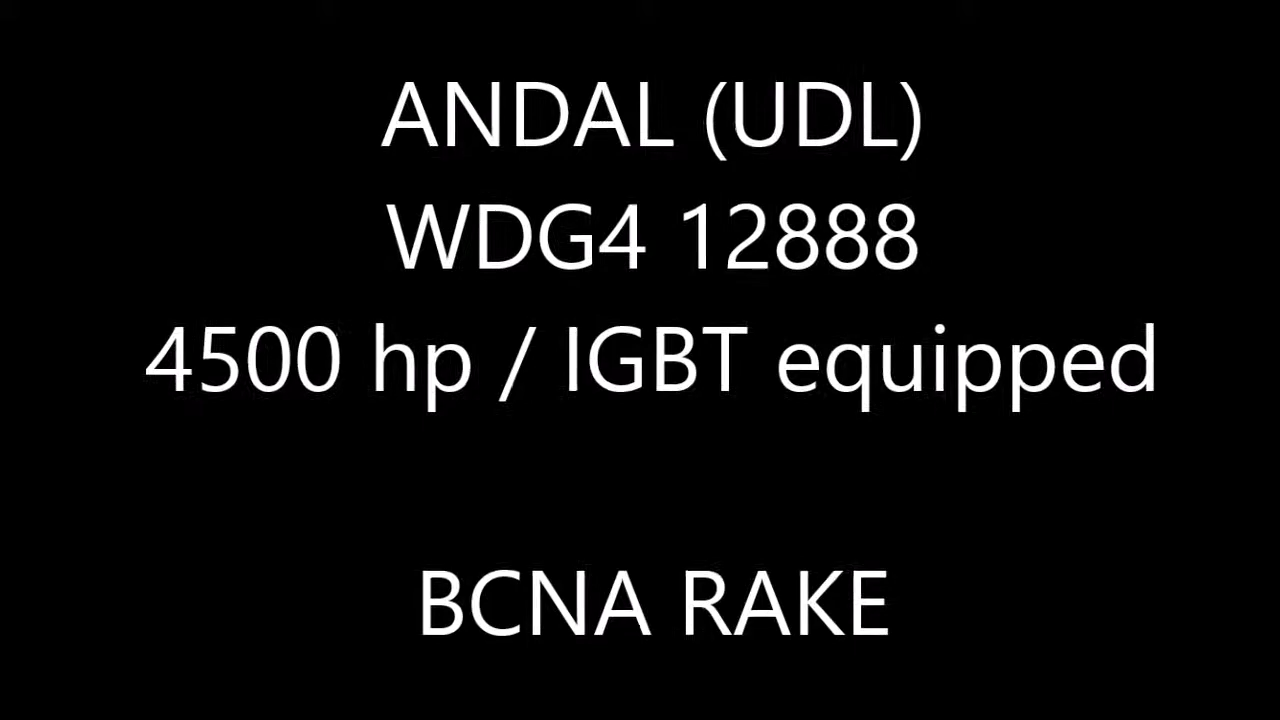 ANDAL (UDL)
WDG4 12888
4500 hp / IGBT equipped
BCNA RAKE